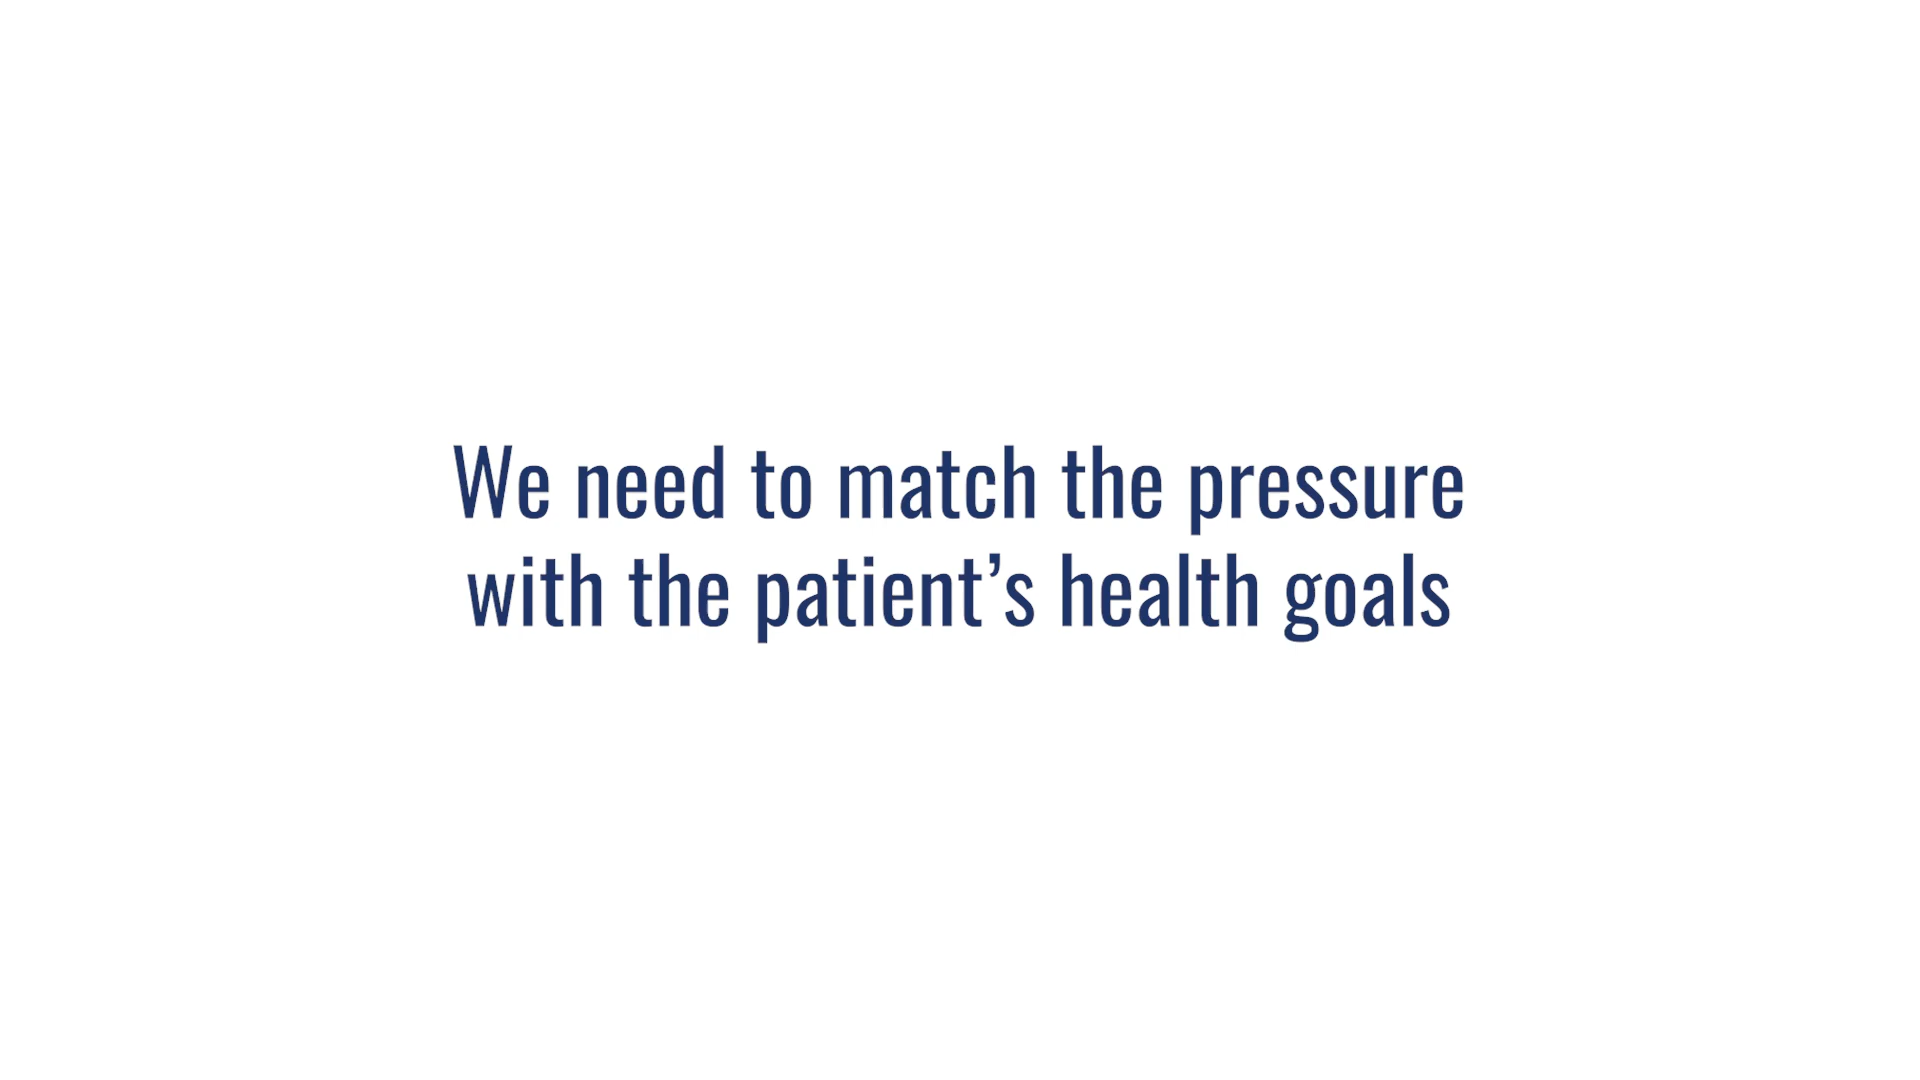 We need to match the pressure
with the patient’s health goals